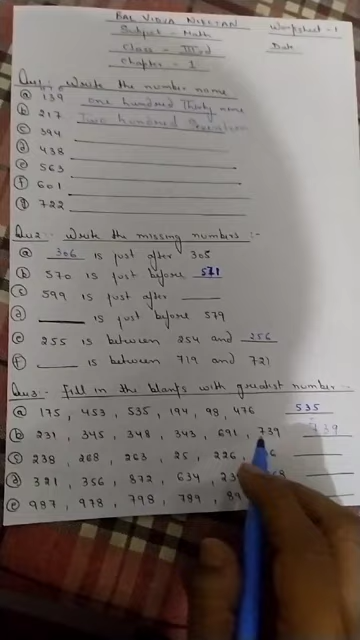 BAL VIDYA NIKETAN Worksheet - 1
Subject - Math Date
Class - IIIrd
Chapter - 1
Que1:- Write the number name
(a) 139 one hundred Thirty nine
(b) 217 Two hundred Seventeen
(c) 394
(d) 438
(e) 563
(f) 601
(g) 722
Que2:- Write the missing numbers :-
(a) 306 is just after 305
(b) 570 is just before 571
(c) 599 is just after
(d) is just before 579
(e) 255 is between 254 and 256
(f) is between 719 and 721
Que3:- Fill in the blanks with greatest number :-
(a) 175, 453, 535, 194, 98, 476 535
(b) 231, 345, 348, 343, 691, 739 739
(c) 238, 268, 263, 25, 226,
(d) 321, 356, 872, 634,
(e) 987, 978, 798, 789,